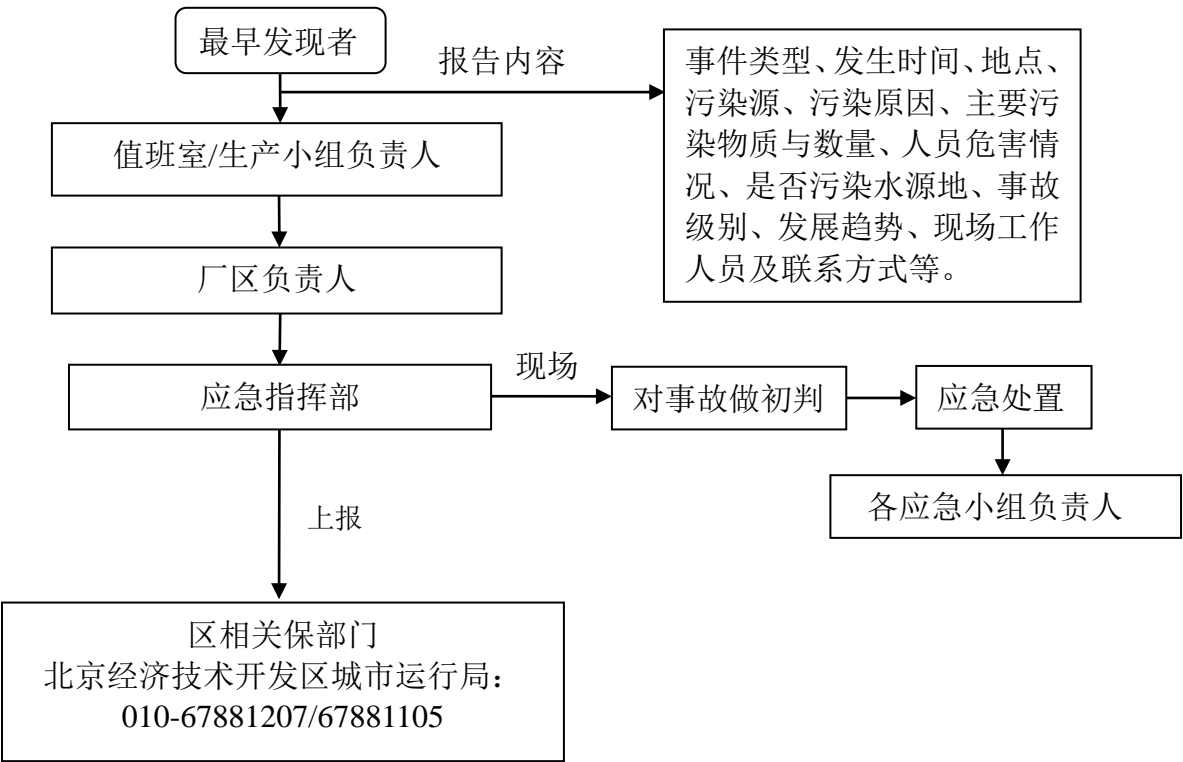 最早发现者
报告内容
事件类型、发生时间、地点、
污染源、污染原因、主要污
染物质与数量、人员危害情
况、是否污染水源地、事故
级别、发展趋势、现场工作
人员及联系方式等。
值班室/生产小组负责人
厂区负责人
应急指挥部
现场
对事故做初判
应急处置
各应急小组负责人
上报
区相关保部门
北京经济技术开发区城市运行局：
010-67881207/67881105